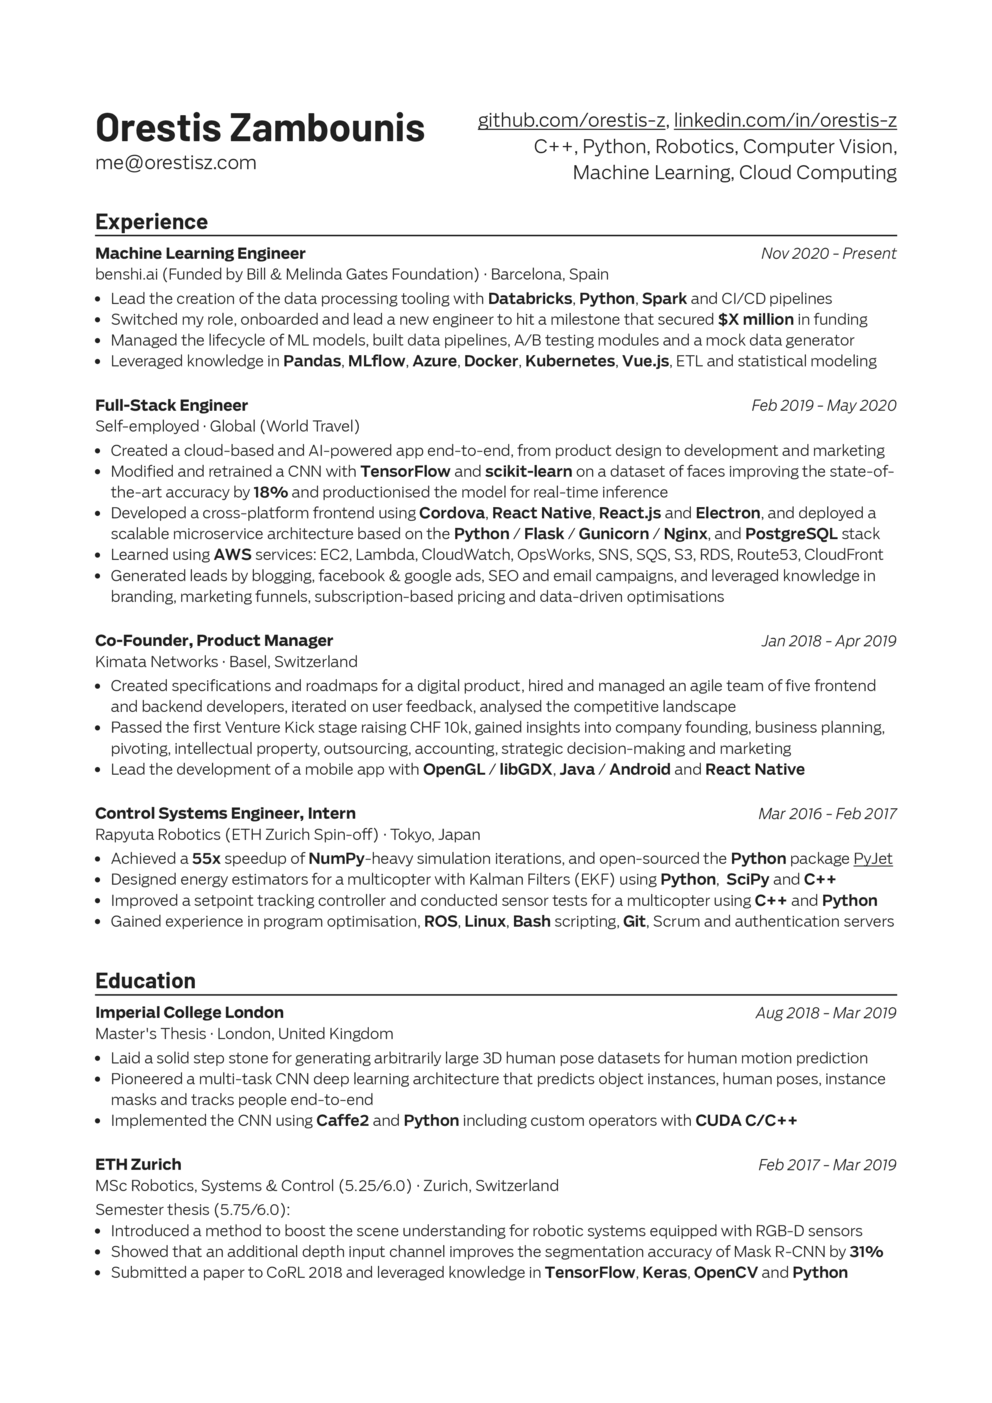 Orestis Zambounis
me@orestisz.com
github.com/orestis-z, linkedin.com/in/orestis-z
C++, Python, Robotics, Computer Vision,
Machine Learning, Cloud Computing
Experience
Machine Learning Engineer Nov 2020 - Present
benshi.ai (Funded by Bill & Melinda Gates Foundation) · Barcelona, Spain
• Lead the creation of the data processing tooling with Databricks, Python, Spark and CI/CD pipelines
• Switched my role, onboarded and lead a new engineer to hit a milestone that secured $X million in funding
• Managed the lifecycle of ML models, built data pipelines, A/B testing modules and a mock data generator
• Leveraged knowledge in Pandas, MLflow, Azure, Docker, Kubernetes, Vue.js, ETL and statistical modeling
Full-Stack Engineer Feb 2019 - May 2020
Self-employed · Global (World Travel)
• Created a cloud-based and AI-powered app end-to-end, from product design to development and marketing
• Modified and retrained a CNN with TensorFlow and scikit-learn on a dataset of faces improving the state-of-
the-art accuracy by 18% and productionised the model for real-time inference
• Developed a cross-platform frontend using Cordova, React Native, React.js and Electron, and deployed a
scalable microservice architecture based on the Python / Flask / Gunicorn / Nginx, and PostgreSQL stack
• Learned using AWS services: EC2, Lambda, CloudWatch, OpsWorks, SNS, SQS, S3, RDS, Route53, CloudFront
• Generated leads by blogging, facebook & google ads, SEO and email campaigns, and leveraged knowledge in
branding, marketing funnels, subscription-based pricing and data-driven optimisations
Co-Founder, Product Manager Jan 2018 - Apr 2019
Kimata Networks · Basel, Switzerland
• Created specifications and roadmaps for a digital product, hired and managed an agile team of five frontend
and backend developers, iterated on user feedback, analysed the competitive landscape
• Passed the first Venture Kick stage raising CHF 10k, gained insights into company founding, business planning,
pivoting, intellectual property, outsourcing, accounting, strategic decision-making and marketing
• Lead the development of a mobile app with OpenGL / libGDX, Java / Android and React Native
Control Systems Engineer, Intern Mar 2016 - Feb 2017
Rapyuta Robotics (ETH Zurich Spin-off) · Tokyo, Japan
• Achieved a 55x speedup of NumPy-heavy simulation iterations, and open-sourced the Python package PyJet
• Designed energy estimators for a multicopter with Kalman Filters (EKF) using Python, SciPy and C++
• Improved a setpoint tracking controller and conducted sensor tests for a multicopter using C++ and Python
• Gained experience in program optimisation, ROS, Linux, Bash scripting, Git, Scrum and authentication servers
Education
Imperial College London Aug 2018 - Mar 2019
Master's Thesis · London, United Kingdom
• Laid a solid step stone for generating arbitrarily large 3D human pose datasets for human motion prediction
• Pioneered a multi-task CNN deep learning architecture that predicts object instances, human poses, instance
masks and tracks people end-to-end
• Implemented the CNN using Caffe2 and Python including custom operators with CUDA C/C++
ETH Zurich Feb 2017 - Mar 2019
MSc Robotics, Systems & Control (5.25/6.0) · Zurich, Switzerland
Semester thesis (5.75/6.0):
• Introduced a method to boost the scene understanding for robotic systems equipped with RGB-D sensors
• Showed that an additional depth input channel improves the segmentation accuracy of Mask R-CNN by 31%
• Submitted a paper to CoRL 2018 and leveraged knowledge in TensorFlow, Keras, OpenCV and Python